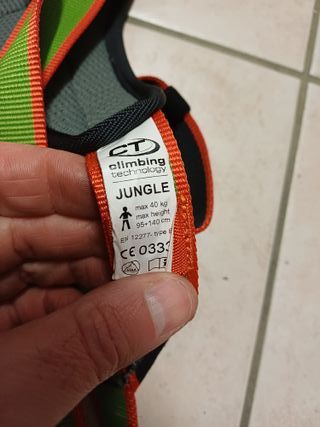 CT
climbing
technology
JUNGLE
max 40 kg
max height
95÷140 cm
EN 12277- type
CE 0333